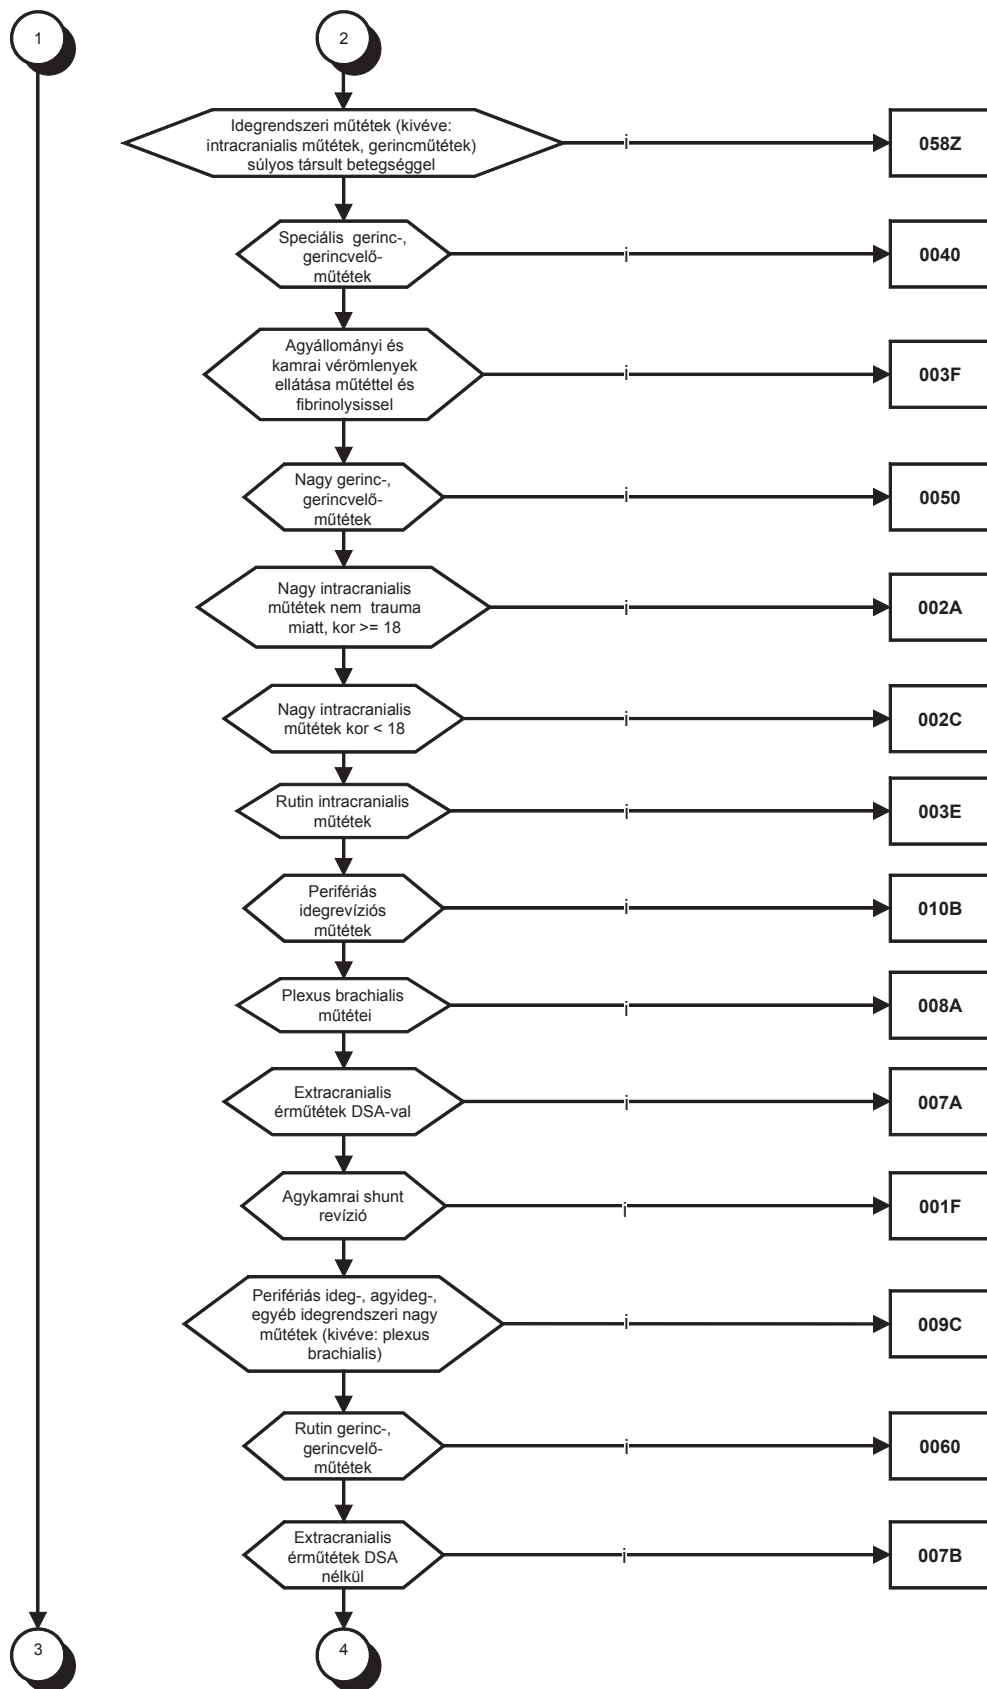 1
2
Idegrendszeri műtétek (kivéve:
intracranialis műtétek, gerincműtétek)
súlyos társult betegséggel
i
058Z
Speciális gerinc-,
gerincvelő-
műtétek
i
0040
Agyállományi és
kamrai vérömlenyek
ellátása műtéttel és
fibrinolysissel
i
003F
Nagy gerinc-,
gerincvelő-
műtétek
i
0050
Nagy intracranialis
műtétek nem trauma
miatt, kor >= 18
i
002A
Nagy intracranialis
műtétek kor < 18
i
002C
Rutin intracranialis
műtétek
i
003E
Perifériás
idegrevíziós
műtétek
i
010B
Plexus brachialis
műtétei
i
008A
Extracranialis
érműtétek DSA-val
i
007A
Agykamrai shunt
revízió
i
001F
Perifériás ideg-, agyideg-,
egyéb idegrendszeri nagy
műtétek (kivéve: plexus
brachialis)
i
009C
Rutin gerinc-,
gerincvelő-
műtétek
i
0060
Extracranialis
érműtétek DSA
nélkül
i
007B
3
4